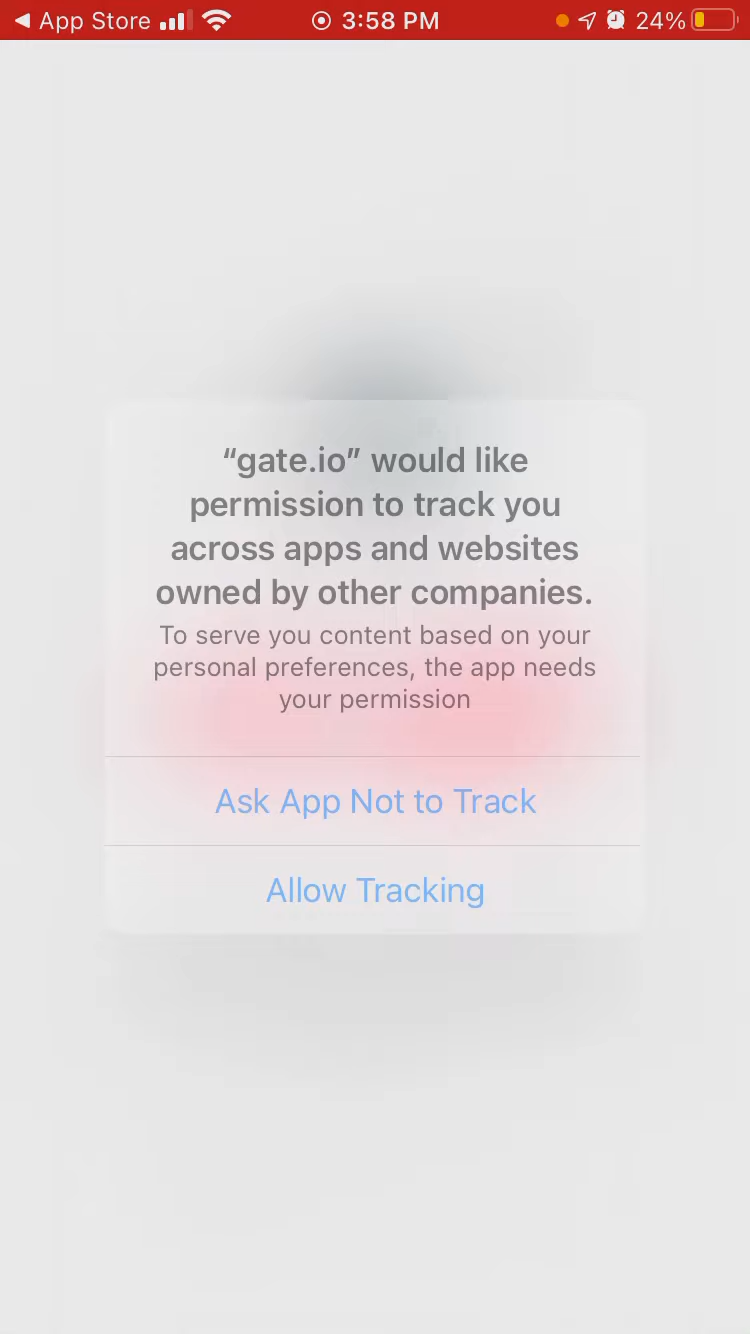 App Store 3:58 PM 24%
“gate.io” would like
permission to track you
across apps and websites
owned by other companies.
To serve you content based on your
personal preferences, the app needs
your permission
Ask App Not to Track
Allow Tracking